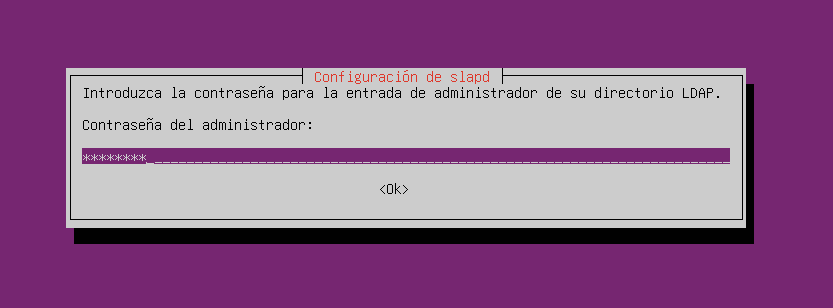 Configuración de slapd
Introduzca la contraseña para la entrada de administrador de su directorio LDAP.
Contraseña del administrador:
********
<Ok>